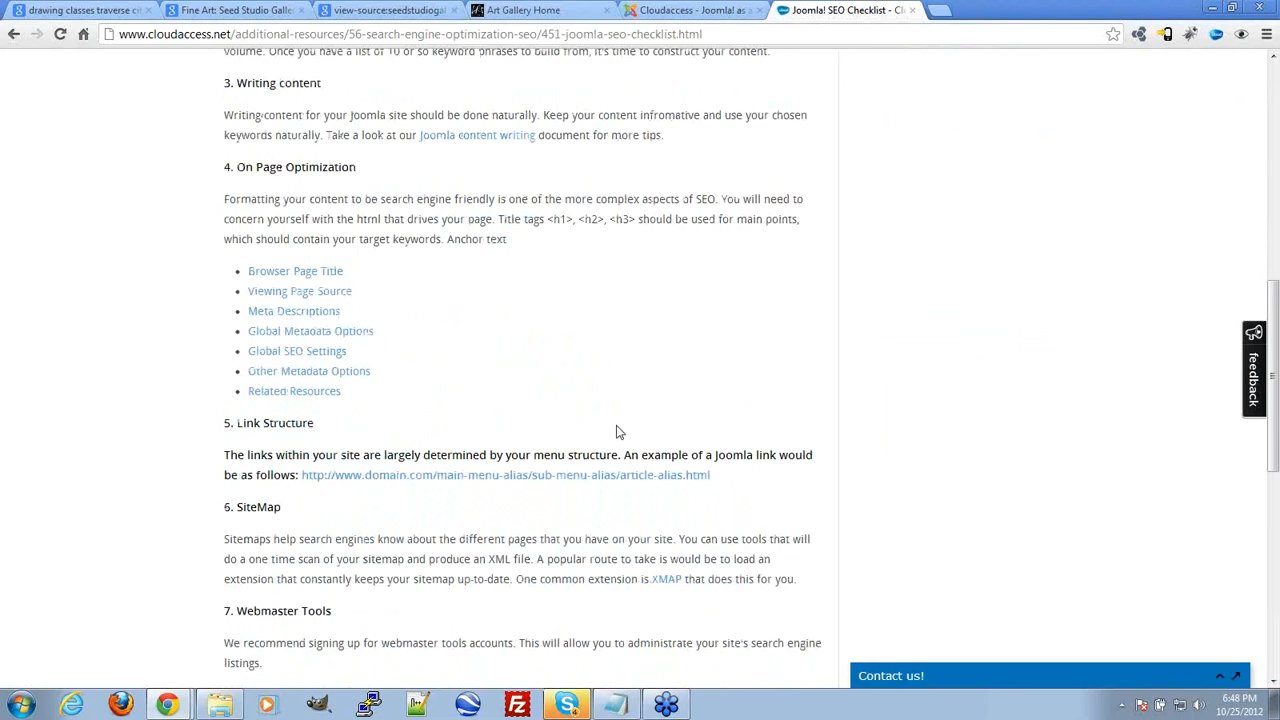 drawing classes traverse ci
Fine Art: Seed Studio Galle
view-source:seedstudiogal
Art Gallery Home
Cloudaccess - Joomla! as a
Joomla! SEO Checklist - Cl
www.cloudaccess.net/additional-resources/56-search-engine-optimization-seo/451-joomla-seo-checklist.html
volume. Once you have a list of 10 or so keyword phrases to build from, it's time to construct your content.
3. Writing content
Writing content for your Joomla site should be done naturally. Keep your content infromative and use your chosen
keywords naturally. Take a look at our Joomla content writing document for more tips.
4. On Page Optimization
Formatting your content to be search engine friendly is one of the more complex aspects of SEO. You will need to
concern yourself with the html that drives your page. Title tags <h1>, <h2>, <h3> should be used for main points,
which should contain your target keywords. Anchor text
• Browser Page Title
• Viewing Page Source
• Meta Descriptions
• Global Metadata Options
• Global SEO Settings
• Other Metadata Options
• Related Resources
feedback
5. Link Structure
The links within your site are largely determined by your menu structure. An example of a Joomla link would
be as follows: http://www.domain.com/main-menu-alias/sub-menu-alias/article-alias.html
6. SiteMap
Sitemaps help search engines know about the different pages that you have on your site. You can use tools that will
do a one time scan of your sitemap and produce an XML file. A popular route to take is would be to load an
extension that constantly keeps your sitemap up-to-date. One common extension is XMAP that does this for you.
7. Webmaster Tools
We recommend signing up for webmaster tools accounts. This will allow you to administrate your site's search engine
listings.
Contact us!
6:48 PM
10/25/2012